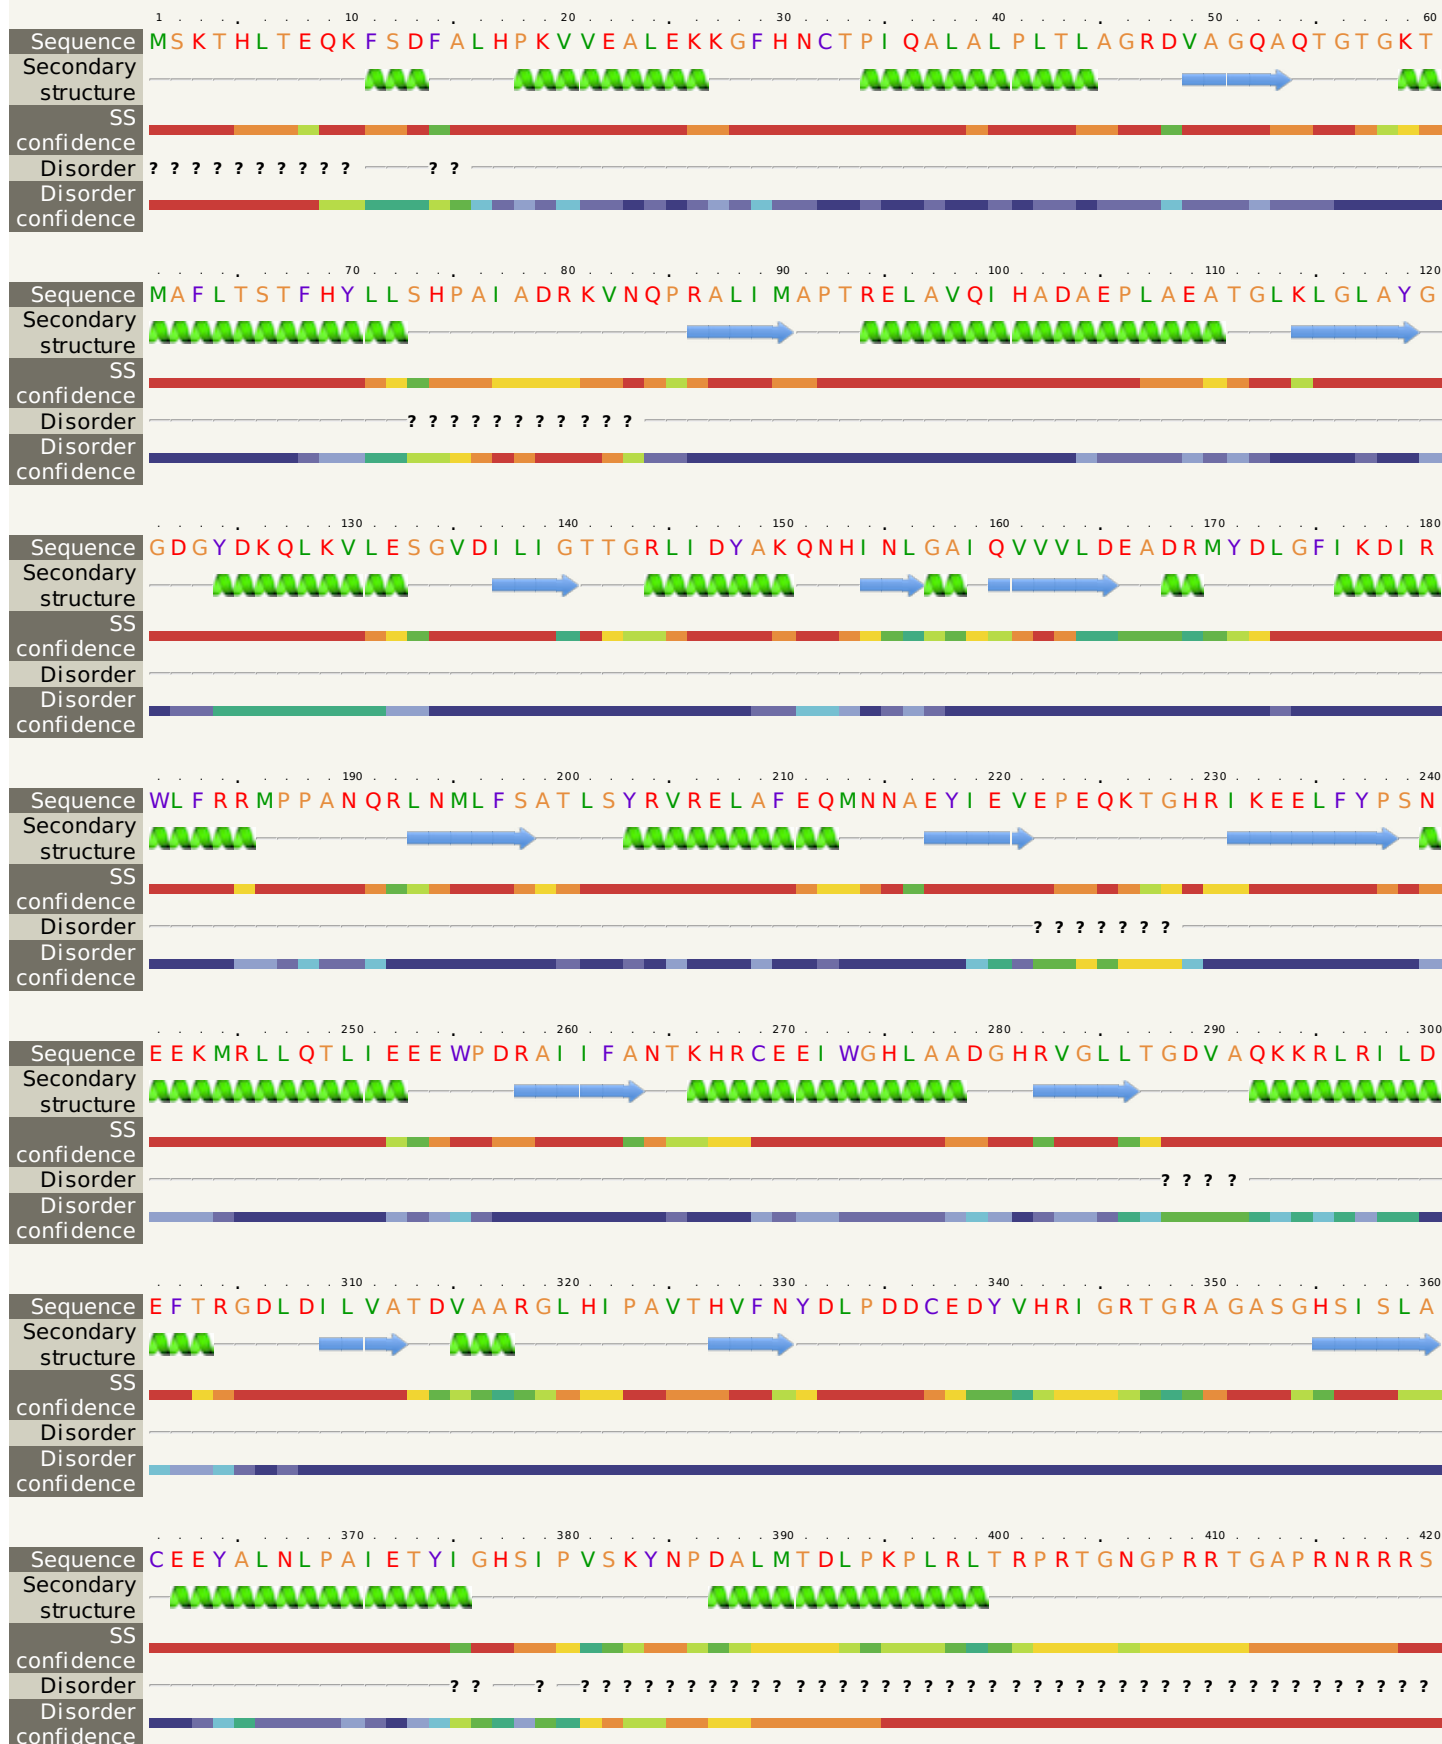 1 . . . . . . . . 10 . . . . . . . . . 20 . . . . . . . . . 30 . . . . . . . . . 40 . . . . . . . . . 50 . . . . . . . . . 60
Sequence MSKTHLTEQKFSDFALHPKVVEALEKKGFHNCTPIQALALPLTLAGRDVAGQAQTGTGKT
Secondary
structure
SS
confidence
Disorder ? ? ? ? ? ? ? ? ? ? ? ?
Disorder
confidence
. . . . . . . . . 70 . . . . . . . . . 80 . . . . . . . . . 90 . . . . . . . . . 100 . . . . . . . . . 110 . . . . . . . . . 120
Sequence MAFLTSTFHYLLSHPAIADRKVNQPRALIMAPTRELAVQIHADAEPLAEATGLKLGLAYG
Secondary
structure
SS
confidence
Disorder ? ? ? ? ? ? ? ? ? ? ?
Disorder
confidence
. . . . . . . . . 130 . . . . . . . . . 140 . . . . . . . . . 150 . . . . . . . . . 160 . . . . . . . . . 170 . . . . . . . . . 180
Sequence GDGYDKQLKVLESGVDILIGTTGRLIDYAKQNHINLGAIQVVVLDEADRMYDLGFIKDIR
Secondary
structure
SS
confidence
Disorder
Disorder
confidence
. . . . . . . . . 190 . . . . . . . . . 200 . . . . . . . . . 210 . . . . . . . . . 220 . . . . . . . . . 230 . . . . . . . . . 240
Sequence WLFRRMPPANQRLNMLFSATLSYRVRELAFEQMNNAEYIEVEPEQKTGHRIKEELFYPSN
Secondary
structure
SS
confidence
Disorder ? ? ? ? ? ? ?
Disorder
confidence
. . . . . . . . . 250 . . . . . . . . . 260 . . . . . . . . . 270 . . . . . . . . . 280 . . . . . . . . . 290 . . . . . . . . . 300
Sequence EEKMRLLQTLIEEEWPDRAIIFANTKHRCEEIWGHLAADGHRVGLLTGDVAQKKRLRILD
Secondary
structure
SS
confidence
Disorder ? ? ? ?
Disorder
confidence
. . . . . . . . . 310 . . . . . . . . . 320 . . . . . . . . . 330 . . . . . . . . . 340 . . . . . . . . . 350 . . . . . . . . . 360
Sequence EFTRGDLDILVATDVAARGLHIPAVTHVFNYDLPDDCEDYVHRIGRTGRAGASGHSISLA
Secondary
structure
SS
confidence
Disorder
Disorder
confidence
. . . . . . . . . 370 . . . . . . . . . 380 . . . . . . . . . 390 . . . . . . . . . 400 . . . . . . . . . 410 . . . . . . . . . 420
Sequence CEEYALNLPAIETYIGHSIPVSKYNPDALMTDLPKPLRLTRPRTGNGPRRTGAPRNRRRS
Secondary
structure
SS
confidence
Disorder ? ? ? ? ? ? ? ? ? ? ? ? ? ? ? ? ? ? ? ? ? ? ? ? ? ? ? ? ? ? ? ? ? ? ? ? ? ? ? ? ? ? ?
Disorder
confidence